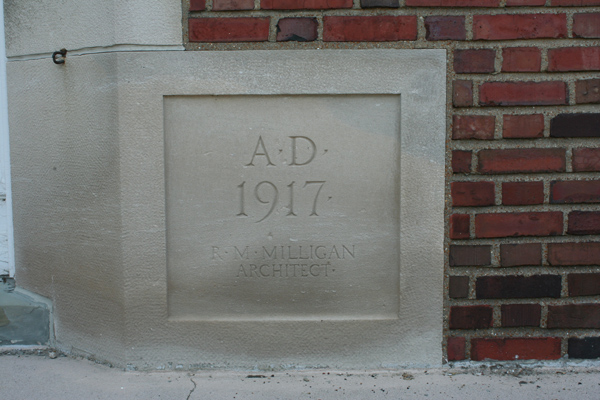 A·D·
1917·
R·M·MILLIGAN
ARCHITECT·